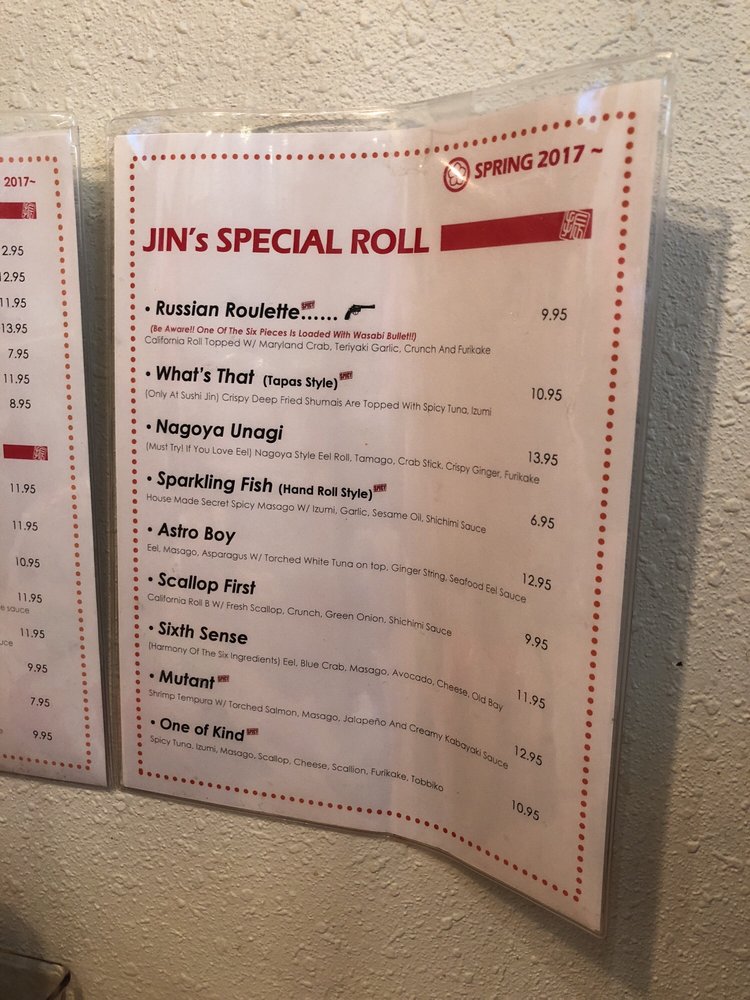 2017~
2.95
12.95
11.95
13.95
7.95
11.95
8.95
11.95
11.95
10.95
11.95
e sauce
11.95
uce
9.95
7.95
9.95
SPRING 2017 ~
JIN's SPECIAL ROLL
• Russian Roulette SPICY...... 9.95
(Be Aware!! One Of The Six Pieces Is Loaded With Wasabi Bullet!!)
California Roll Topped W/ Maryland Crab, Teriyaki Garlic, Crunch And Furikake
• What's That (Tapas Style) SPICY 10.95
(Only At Sushi Jin) Crispy Deep Fried Shumais Are Topped With Spicy Tuna, Izumi
• Nagoya Unagi 13.95
(Must Try! If You Love Eel) Nagoya Style Eel Roll, Tamago, Crab Stick, Crispy Ginger, Furikake
• Sparkling Fish (Hand Roll Style) SPICY 6.95
House Made Secret Spicy Masago W/ Izumi, Garlic, Sesame Oil, Shichimi Sauce
• Astro Boy 12.95
Eel, Masago, Asparagus W/ Torched White Tuna on top, Ginger String, Seafood Eel Sauce
• Scallop First 9.95
California Roll B W/ Fresh Scallop, Crunch, Green Onion, Shichimi Sauce
• Sixth Sense 11.95
(Harmony Of The Six Ingredients) Eel, Blue Crab, Masago, Avocado, Cheese, Old Bay
• Mutant SPICY 12.95
Shrimp Tempura W/ Torched Salmon, Masago, Jalapeño And Creamy Kabayaki Sauce
• One of Kind SPICY 10.95
Spicy Tuna, Izumi, Masago, Scallop, Cheese, Scallion, Furikake, Tobbiko